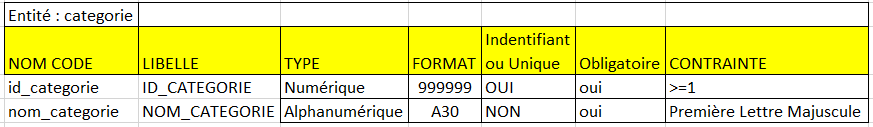 Entité : categorie
NOM CODE LIBELLE TYPE FORMAT Indentifiant ou Unique Obligatoire CONTRAINTE
id_categorie ID_CATEGORIE Numérique 999999 OUI oui >=1
nom_categorie NOM_CATEGORIE Alphanumérique A30 NON oui Première Lettre Majuscule